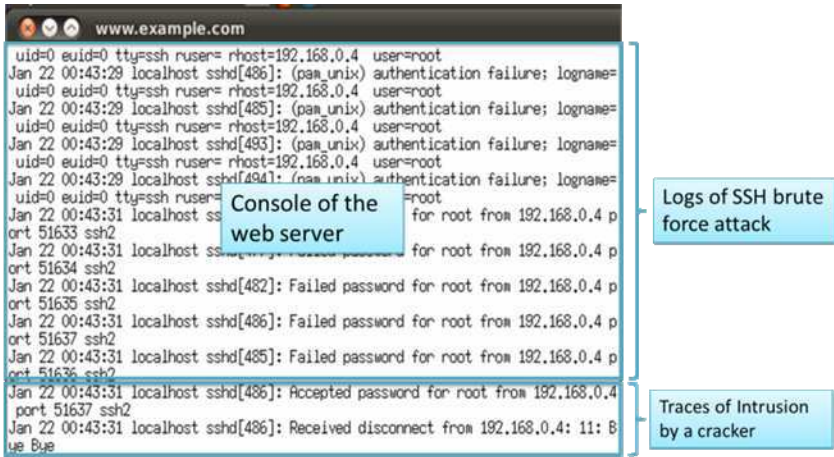 www.example.com
uid=0 euid=0 tty=ssh ruser= rhost=192.168.0.4 user=root
Jan 22 00:43:29 localhost sshd[486]: (pam_unix) authentication failure; logname=
uid=0 euid=0 tty=ssh ruser= rhost=192.168.0.4 user=root
Jan 22 00:43:29 localhost sshd[485]: (pam_unix) authentication failure; logname=
uid=0 euid=0 tty=ssh ruser= rhost=192.168.0.4 user=root
Jan 22 00:43:29 localhost sshd[493]: (pam_unix) authentication failure; logname=
uid=0 euid=0 tty=ssh ruser= rhost=192.168.0.4 user=root
Jan 22 00:43:29 localhost sshd[494]: (pam_unix) authentication failure; logname=
uid=0 euid=0 tty=ssh ruser =root
Jan 22 00:43:31 localhost ss for root from 192.168.0.4 p
ort 51633 ssh2
Jan 22 00:43:31 localhost for root from 192.168.0.4 p
ort 51634 ssh2
Jan 22 00:43:31 localhost sshd[482]: Failed password for root from 192.168.0.4 p
ort 51635 ssh2
Jan 22 00:43:31 localhost sshd[486]: Failed password for root from 192.168.0.4 p
ort 51637 ssh2
Jan 22 00:43:31 localhost sshd[485]: Failed password for root from 192.168.0.4 p
ort 51636 ssh2
Jan 22 00:43:31 localhost sshd[486]: Accepted password for root from 192.168.0.4
port 51637 ssh2
Jan 22 00:43:31 localhost sshd[486]: Received disconnect from 192.168.0.4: 11: B
ye Bye
Console of the
web server
Logs of SSH brute
force attack
Traces of Intrusion
by a cracker